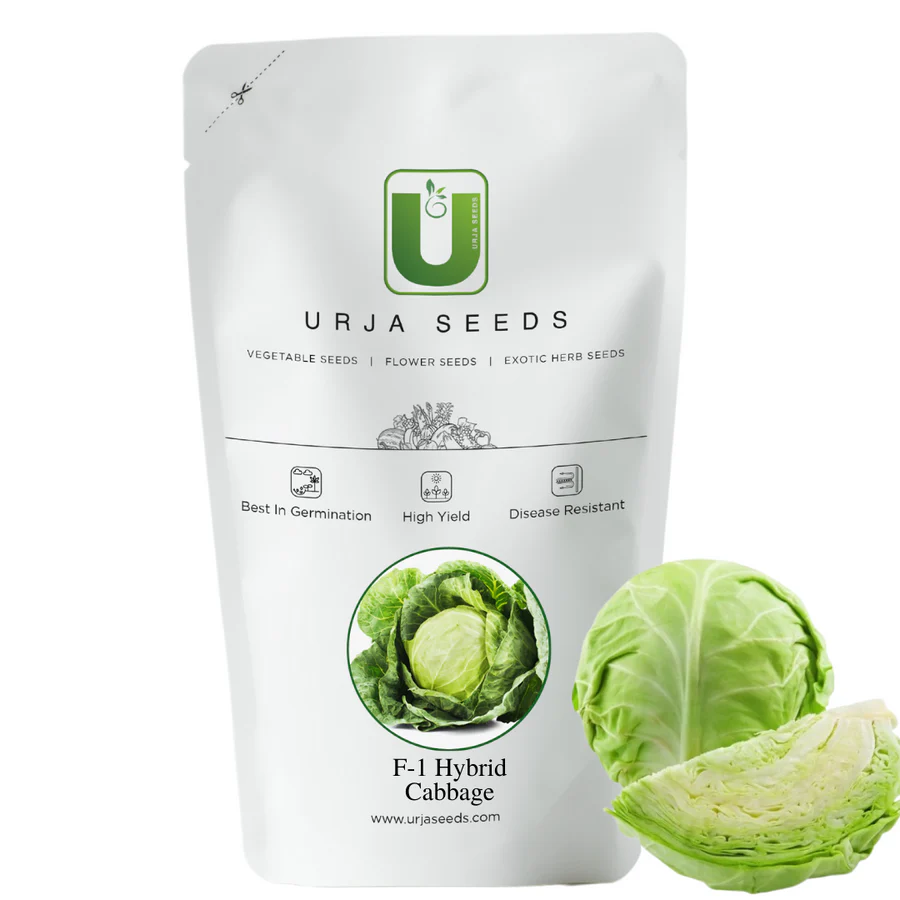 U
URJA SEEDS
URJA SEEDS
VEGETABLE SEEDS | FLOWER SEEDS | EXOTIC HERB SEEDS
Best In Germination
High Yield
Disease Resistant
F-1 Hybrid
Cabbage
www.urjaseeds.com